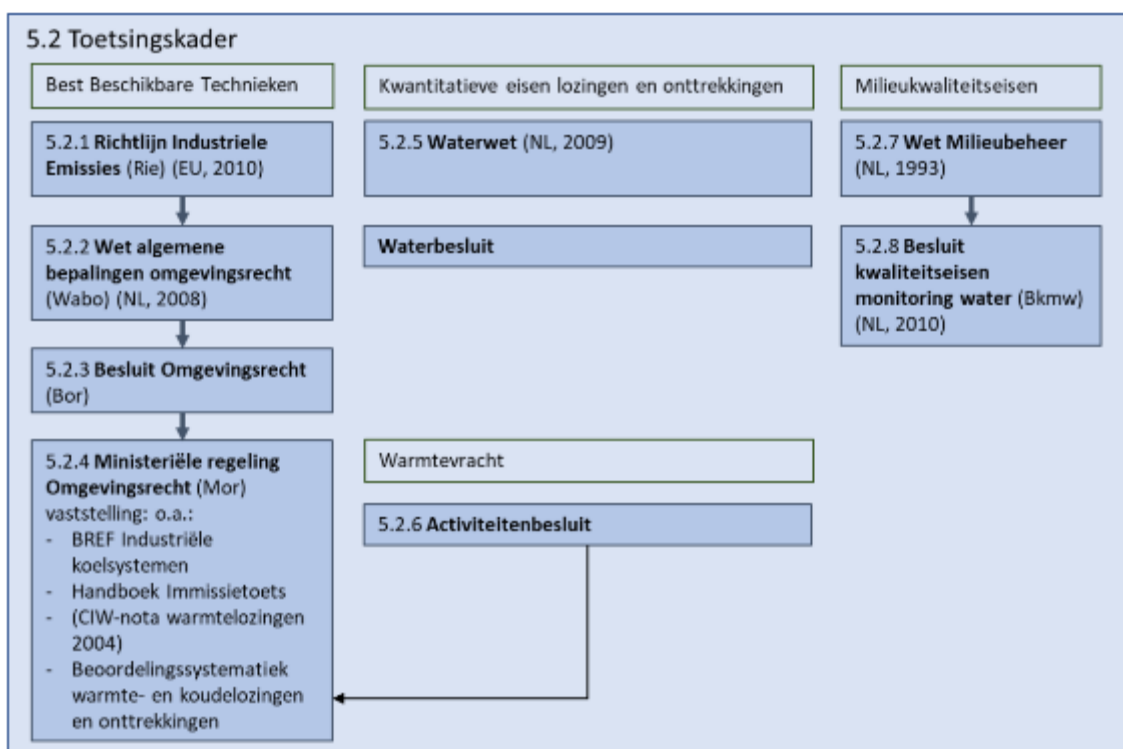 5.2 Toetsingskader
Best Beschikbare Technieken
5.2.1 Richtlijn Industriele
Emissies (Rie) (EU, 2010)
5.2.2 Wet algemene
bepalingen omgevingsrecht
(Wabo) (NL, 2008)
5.2.3 Besluit Omgevingsrecht
(Bor)
5.2.4 Ministeriële regeling
Omgevingsrecht (Mor)
vaststelling: o.a.:
- BREF Industriële
koelsystemen
- Handboek Immissietoets
- (CIW-nota warmtelozingen
2004)
- Beoordelingssystematiek
warmte- en koudelozingen
en onttrekkingen
Kwantitatieve eisen lozingen en onttrekkingen
5.2.5 Waterwet (NL, 2009)
Waterbesluit
Warmtevracht
5.2.6 Activiteitenbesluit
Milieukwaliteitseisen
5.2.7 Wet Milieubeheer
(NL, 1993)
5.2.8 Besluit
kwaliteitseisen
monitoring water (Bkmw)
(NL, 2010)